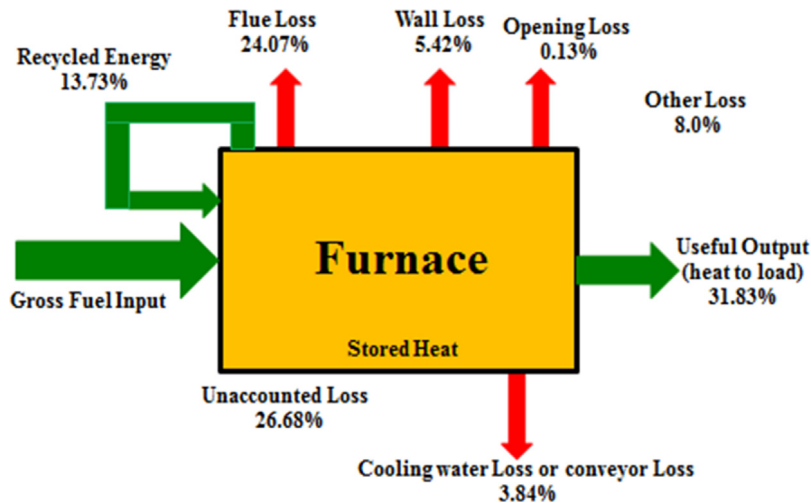 Flue Loss
24.07%
Wall Loss
5.42%
Opening Loss
0.13%
Recycled Energy
13.73%
Other Loss
8.0%
Furnace
Useful Output
(heat to load)
31.83%
Gross Fuel Input
Stored Heat
Unaccounted Loss
26.68%
Cooling water Loss or conveyor Loss
3.84%